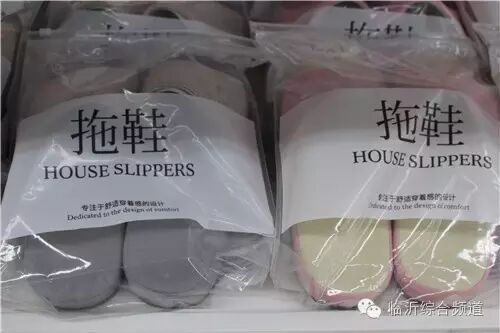 拖鞋
HOUSE SLIPPERS
专注于舒适穿着感的设计
Dedicated to the design of comfort
拖鞋
HOUSE SLIPPERS
专注于舒适穿着感的设计
Dedicated to the design of comfort
临沂综合频道